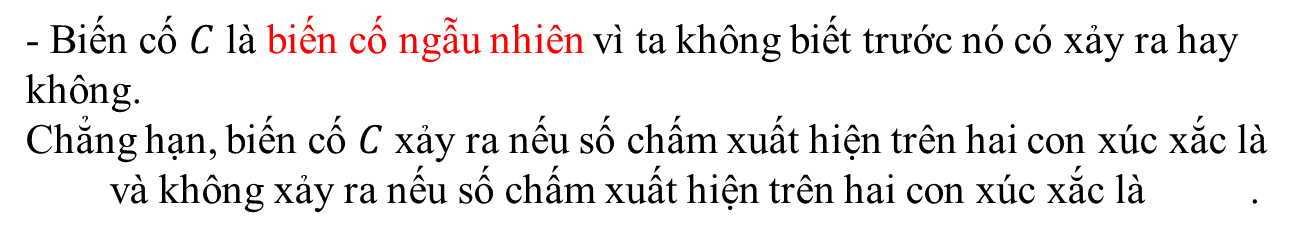 - Biến cố C là biến cố ngẫu nhiên vì ta không biết trước nó có xảy ra hay
không.
Chẳng hạn, biến cố C xảy ra nếu số chấm xuất hiện trên hai con xúc xắc là
và không xảy ra nếu số chấm xuất hiện trên hai con xúc xắc là .